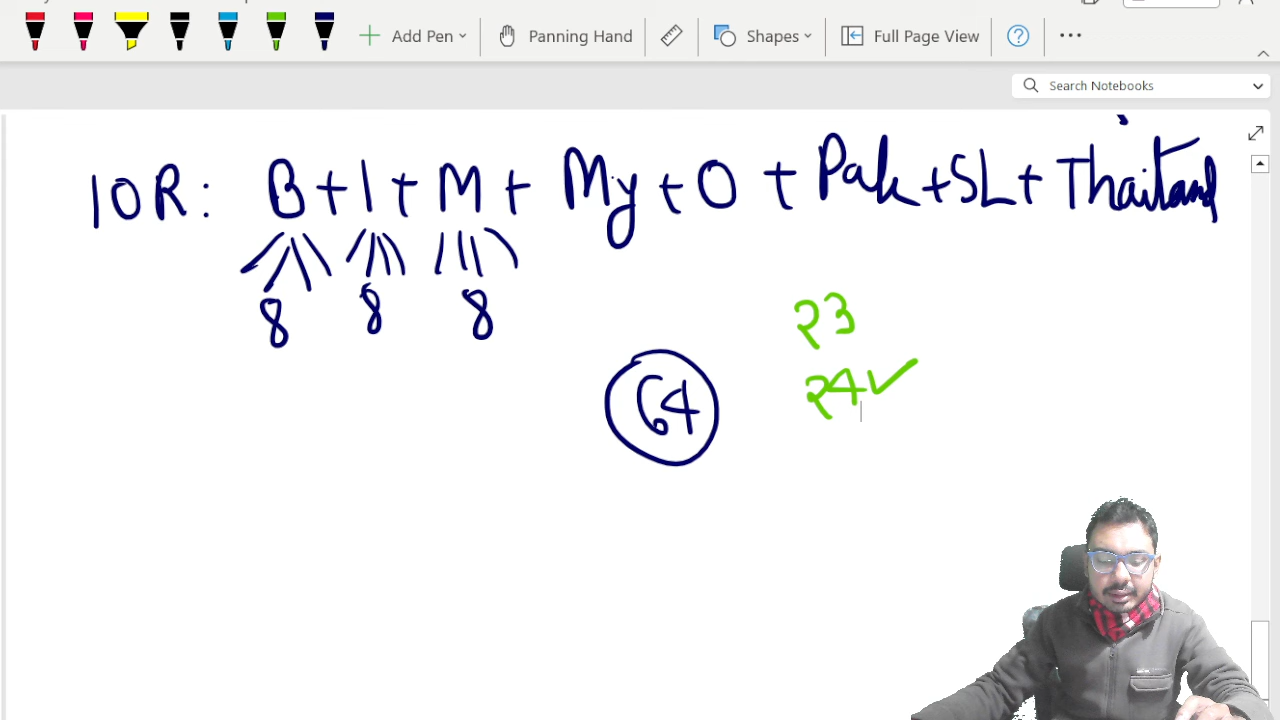 Add Pen
Panning Hand
Shapes
Full Page View
Search Notebooks
IOR: B + I + M + My + O + Pak + SL + Thailand
8 8 8
23
24✓
64